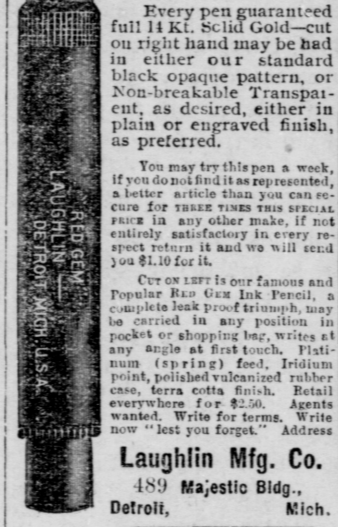 RED GEM
LAUGHLIN
DETROIT MICH. U.S.A.
Every pen guaranteed
full 14 Kt. Solid Gold—cut
on right hand may be had
in either our standard
black opaque pattern, or
Non-breakable Transpar-
ent, as desired, either in
plain or engraved finish,
as preferred.
You may try this pen a week,
if you do not find it as represented,
a better article than you can se-
cure for THREE TIMES THIS SPECIAL
PRICE in any other make, if not
entirely satisfactory in every re-
spect return it and we will send
you $1.10 for it.
CUT ON LEFT is our famous and
Popular RED GEM Ink Pencil, a
complete leak proof triumph, may
be carried in any position in
pocket or shopping bag, writes at
any angle at first touch. Plati-
num (spring) feed, Iridium
point, polished vulcanized rubber
case, terra cotta finish. Retail
everywhere for $2.50. Agents
wanted. Write for terms. Write
now "lest you forget." Address
Laughlin Mfg. Co.
489 Majestic Bldg.,
Detroit, Mich.